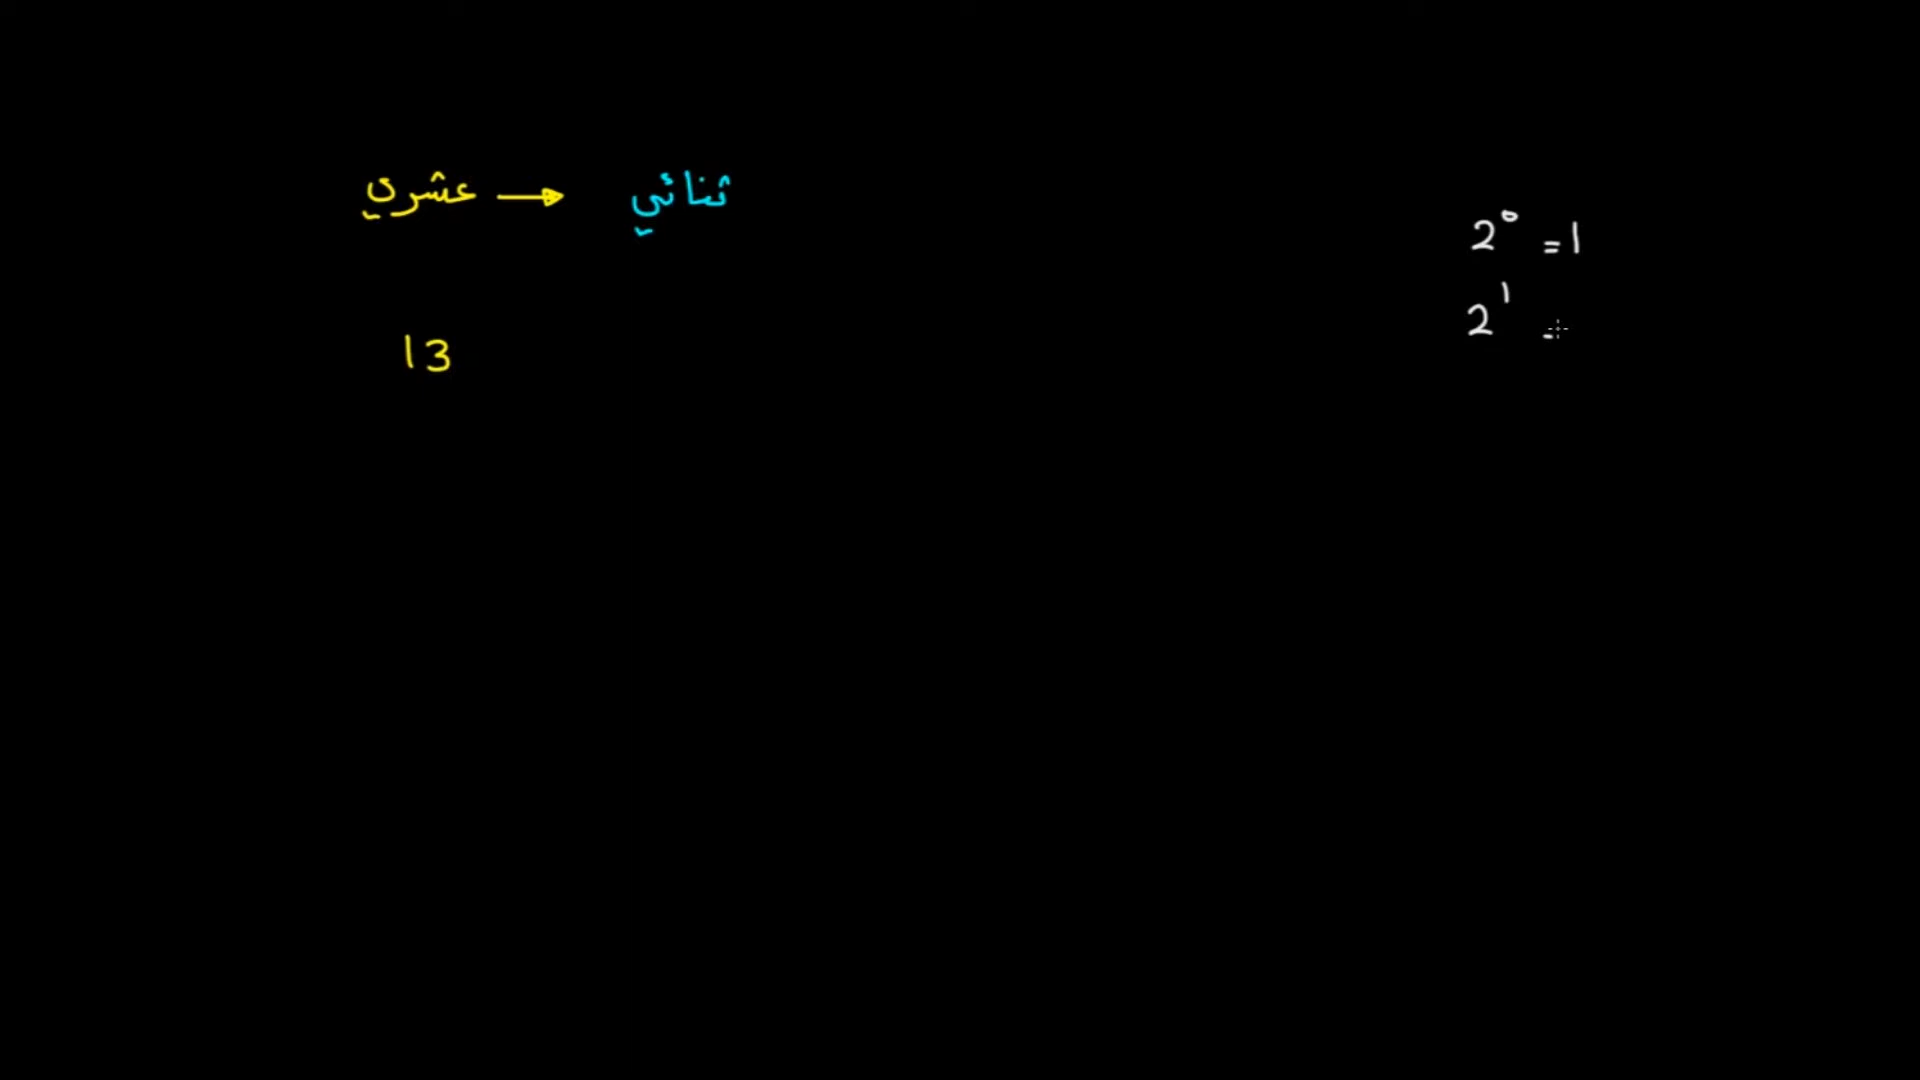 عشري → ثنائي
13
2⁰ = 1
2¹ -